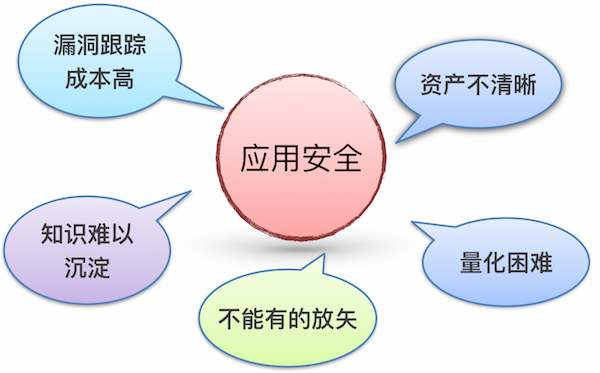 漏洞跟踪
成本高
资产不清晰
应用安全
知识难以
沉淀
量化困难
不能有的放矢